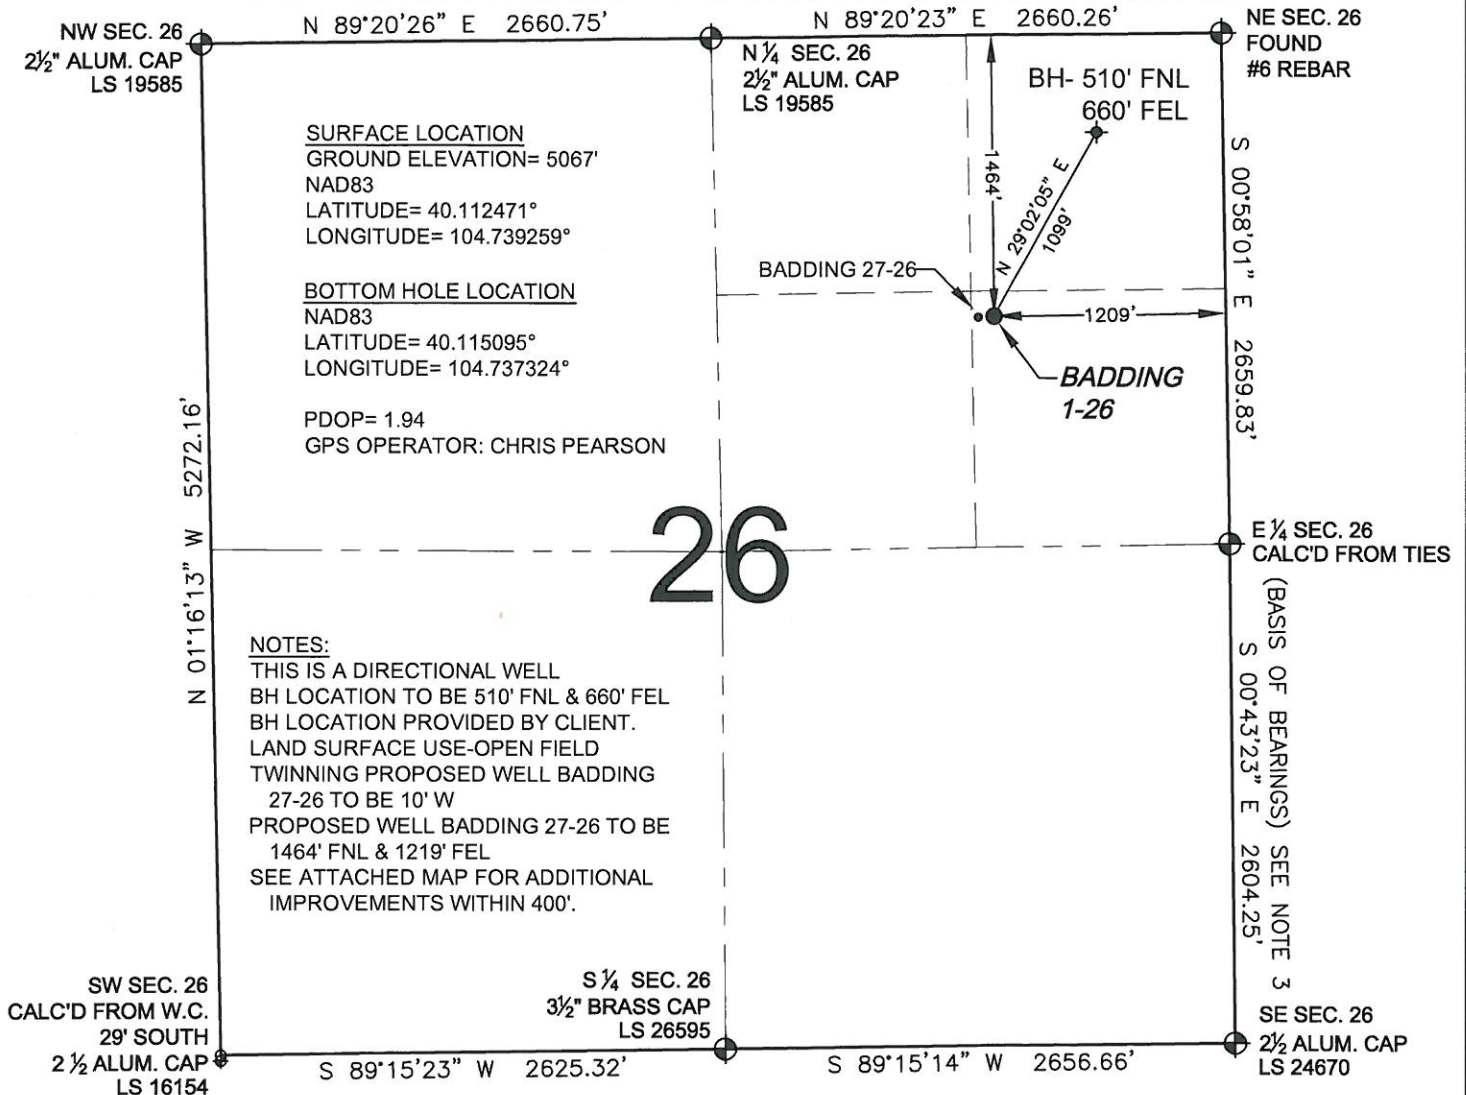 N 89°20'26" E 2660.75'
N 89°20'23" E 2660.26'
NW SEC. 26
2½" ALUM. CAP
LS 19585
N ¼ SEC. 26
2½" ALUM. CAP
LS 19585
NE SEC. 26
FOUND
#6 REBAR
BH- 510' FNL
660' FEL
SURFACE LOCATION
GROUND ELEVATION= 5067'
NAD83
LATITUDE= 40.112471°
LONGITUDE= 104.739259°
BOTTOM HOLE LOCATION
NAD83
LATITUDE= 40.115095°
LONGITUDE= 104.737324°
PDOP= 1.94
GPS OPERATOR: CHRIS PEARSON
1464'
N 29°02'05" E
1099'
S 00°58'01" E 2659.83'
BADDING 27-26
1209'
BADDING
1-26
N 01°16'13" W 5272.16'
26
E ¼ SEC. 26
CALC'D FROM TIES
(BASIS OF BEARINGS) SEE NOTE 3
S 00°43'23" E 2604.25'
NOTES:
THIS IS A DIRECTIONAL WELL
BH LOCATION TO BE 510' FNL & 660' FEL
BH LOCATION PROVIDED BY CLIENT.
LAND SURFACE USE-OPEN FIELD
TWINNING PROPOSED WELL BADDING
27-26 TO BE 10' W
PROPOSED WELL BADDING 27-26 TO BE
1464' FNL & 1219' FEL
SEE ATTACHED MAP FOR ADDITIONAL
IMPROVEMENTS WITHIN 400'.
SW SEC. 26
CALC'D FROM W.C.
29' SOUTH
2 ½ ALUM. CAP
LS 16154
S ¼ SEC. 26
3½" BRASS CAP
LS 26595
SE SEC. 26
2½ ALUM. CAP
LS 24670
S 89°15'23" W 2625.32'
S 89°15'14" W 2656.66'